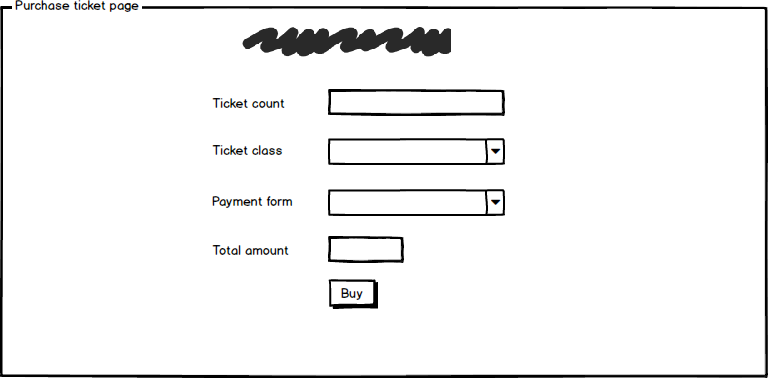 Purchase ticket page
Ticket count
Ticket class
Payment form
Total amount
Buy